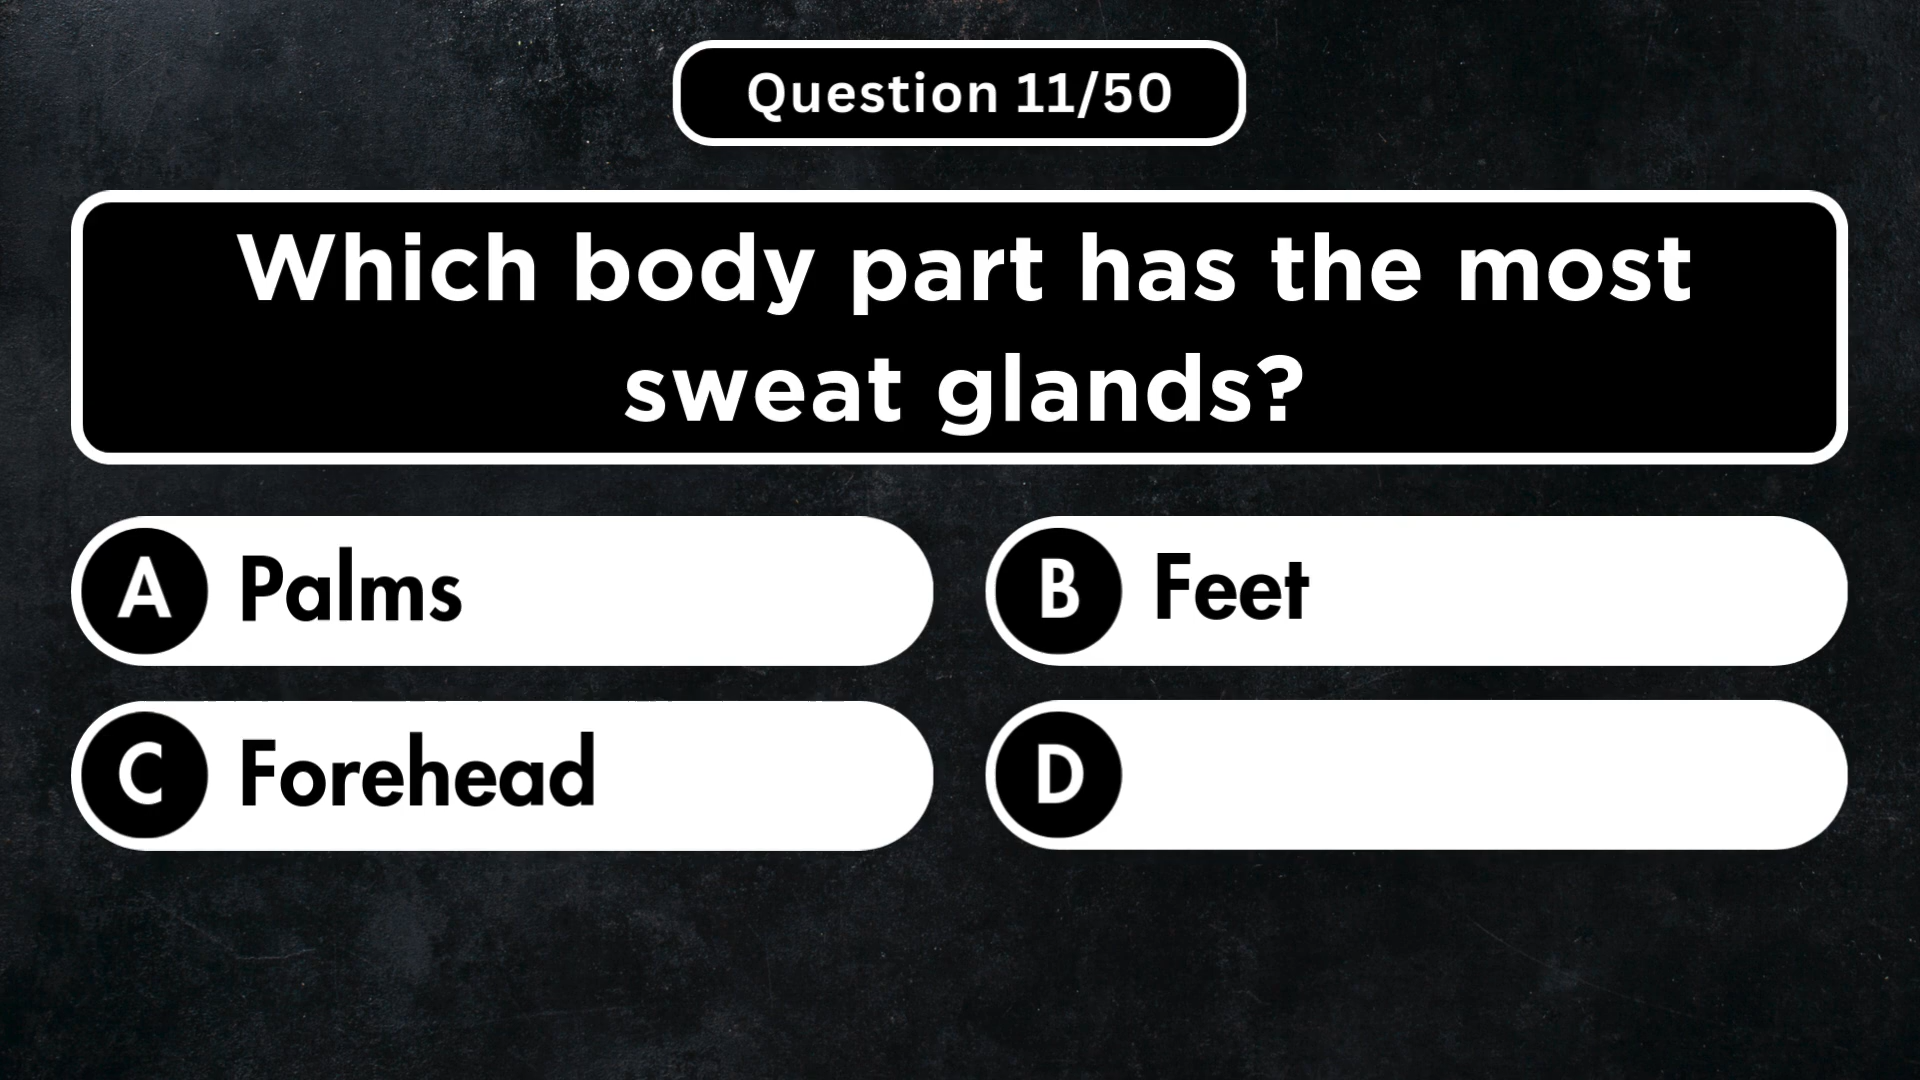 Question 11/50
Which body part has the most
sweat glands?
A Palms
B Feet
C Forehead
D